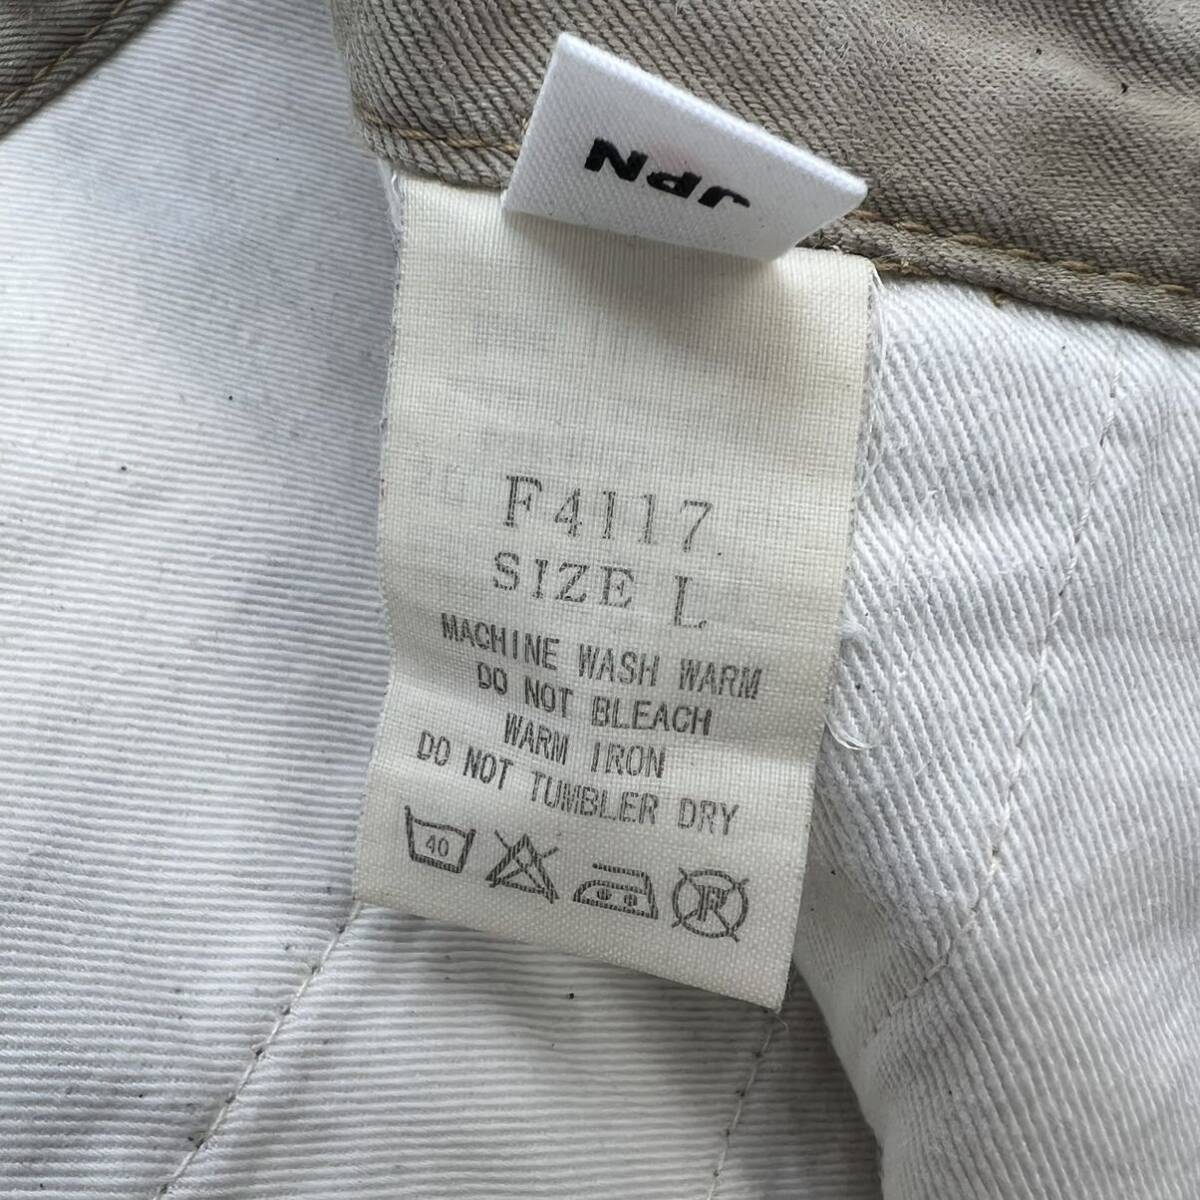 JPN
F4117
SIZE L
MACHINE WASH WARM
DO NOT BLEACH
WARM IRON
DO NOT TUMBLER DRY
40